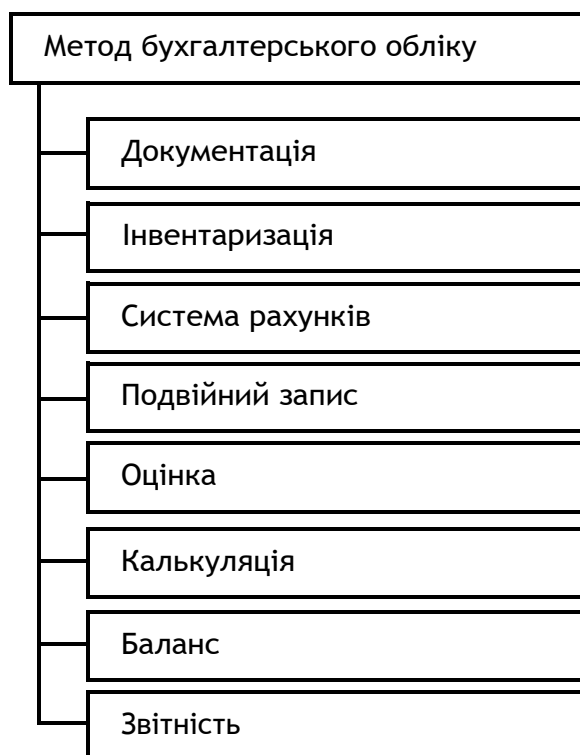 Метод бухгалтерського обліку
Документація
Інвентаризація
Система рахунків
Подвійний запис
Оцінка
Калькуляція
Баланс
Звітність